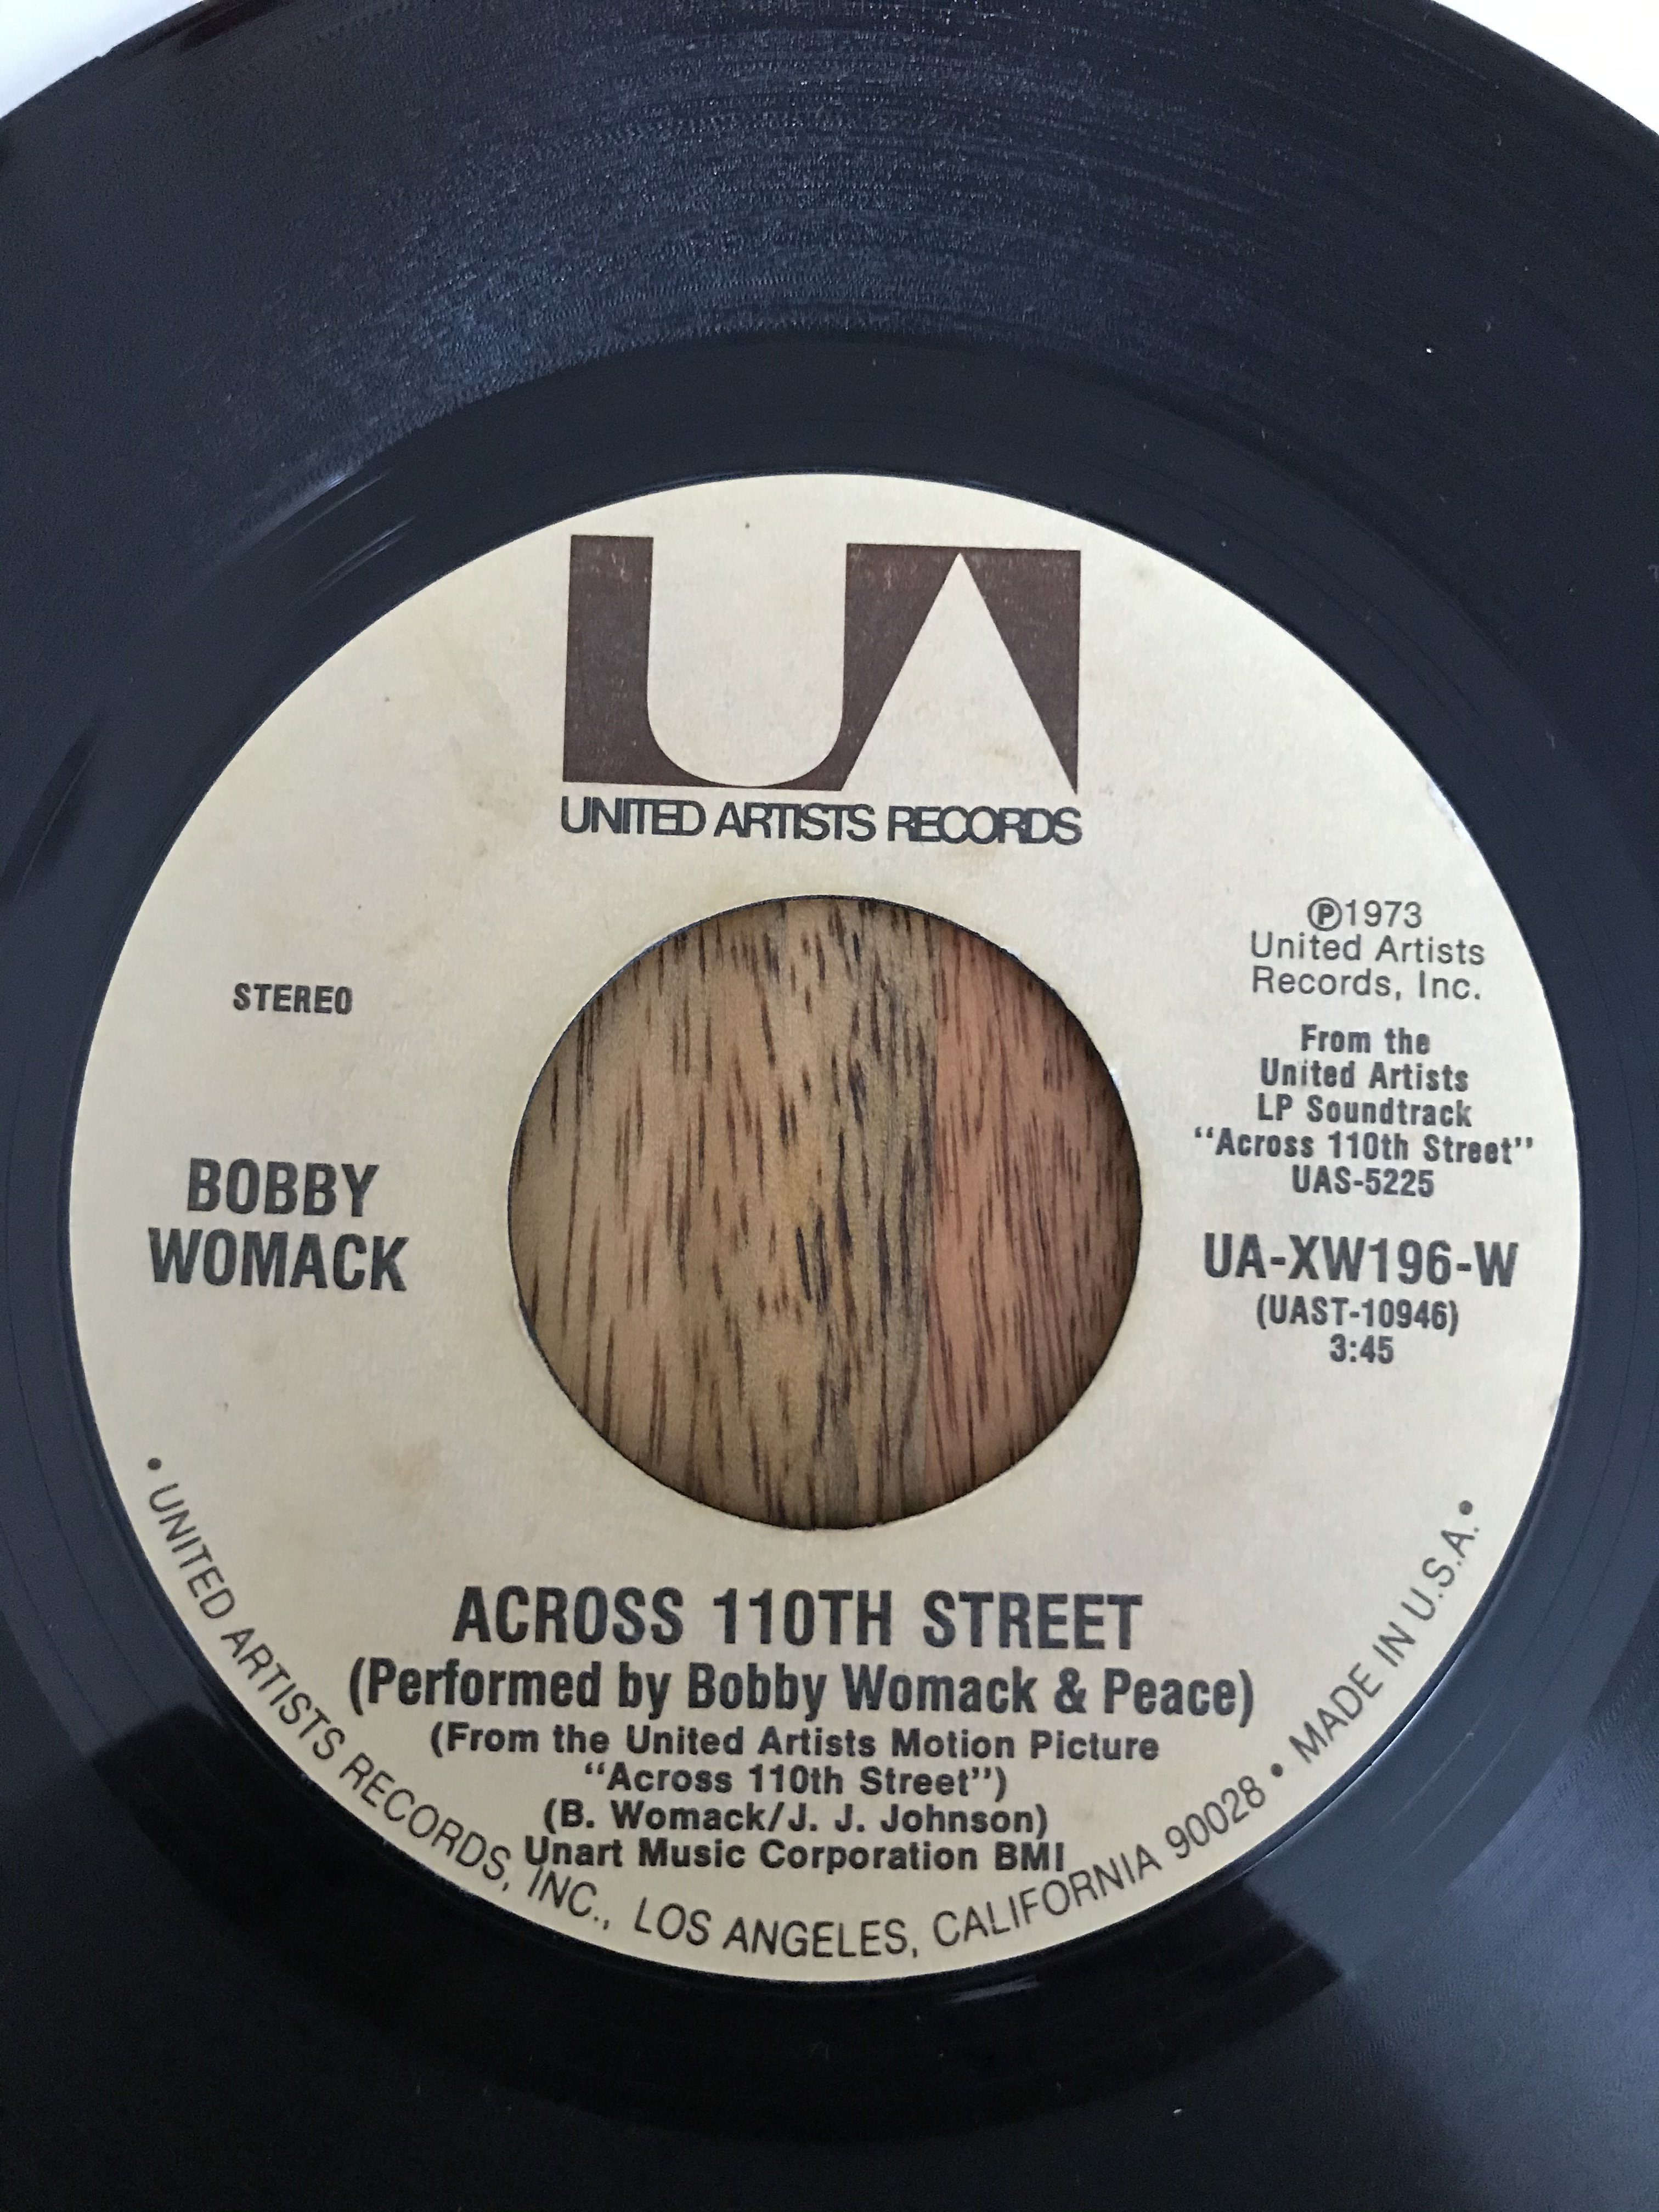 UA
UNITED ARTISTS RECORDS
STEREO
BOBBY
WOMACK
℗1973
United Artists
Records, Inc.
From the
United Artists
LP Soundtrack
“Across 110th Street”
UAS-5225
UA-XW196-W
(UAST-10946)
3:45
ACROSS 110TH STREET
(Performed by Bobby Womack & Peace)
(From the United Artists Motion Picture
“Across 110th Street”)
(B. Womack/J. J. Johnson)
Unart Music Corporation BMI
• UNITED ARTISTS RECORDS, INC., LOS ANGELES, CALIFORNIA 90028 • MADE IN U.S.A. •